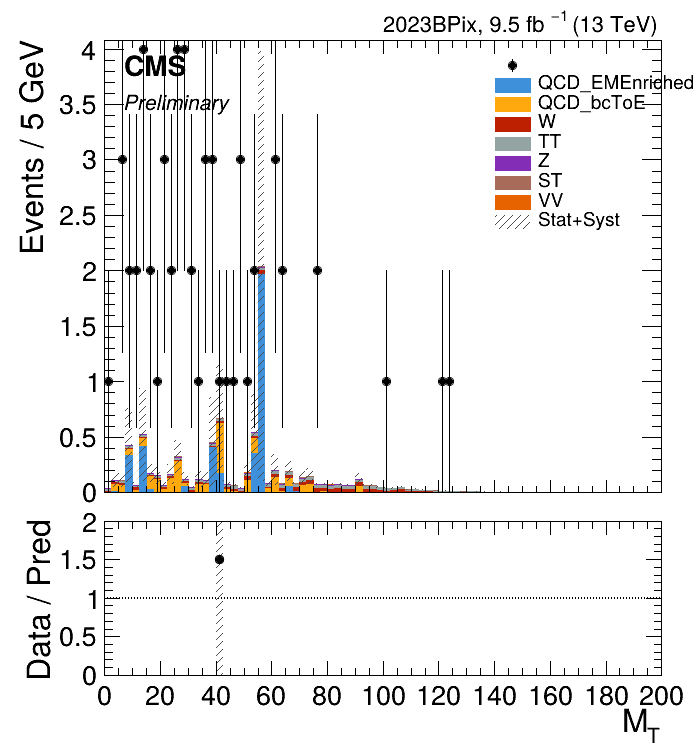 2023BPix, 9.5 fb⁻¹ (13 TeV)
CMS
Preliminary
QCD_EMEnriched
QCD_bcToE
W
TT
Z
ST
VV
Stat+Syst
Events / 5 GeV
4
3.5
3
2.5
2
1.5
1
0.5
0
Data / Pred
2
1.5
1
0.5
0
0 20 40 60 80 100 120 140 160 180 200
M_T